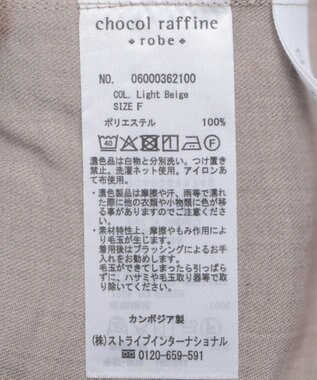 chocol raffine
robe
NO. 06000362100
COL. Light Beige
SIZE F
ポリエステル 100%
40
濃色品は白物と分別洗い。つけ置き
禁止。洗濯ネット使用。アイロンあ
て布使用。
・濃色製品は摩擦や汗、雨等で濡れ
た際に他の衣類や小物類に色が移
る事がありますのでご注意くださ
い。
・素材特性上、摩擦やもみ作用によ
り毛玉が生じます。
着用後はブラッシングによるお手
入れをお勧めします。
毛玉ができてしまったら引っぱら
ずに、ハサミや毛玉取り器等で取
り除いてください。
カンボジア製
(株)ストライプインターナショナル
0120-659-591